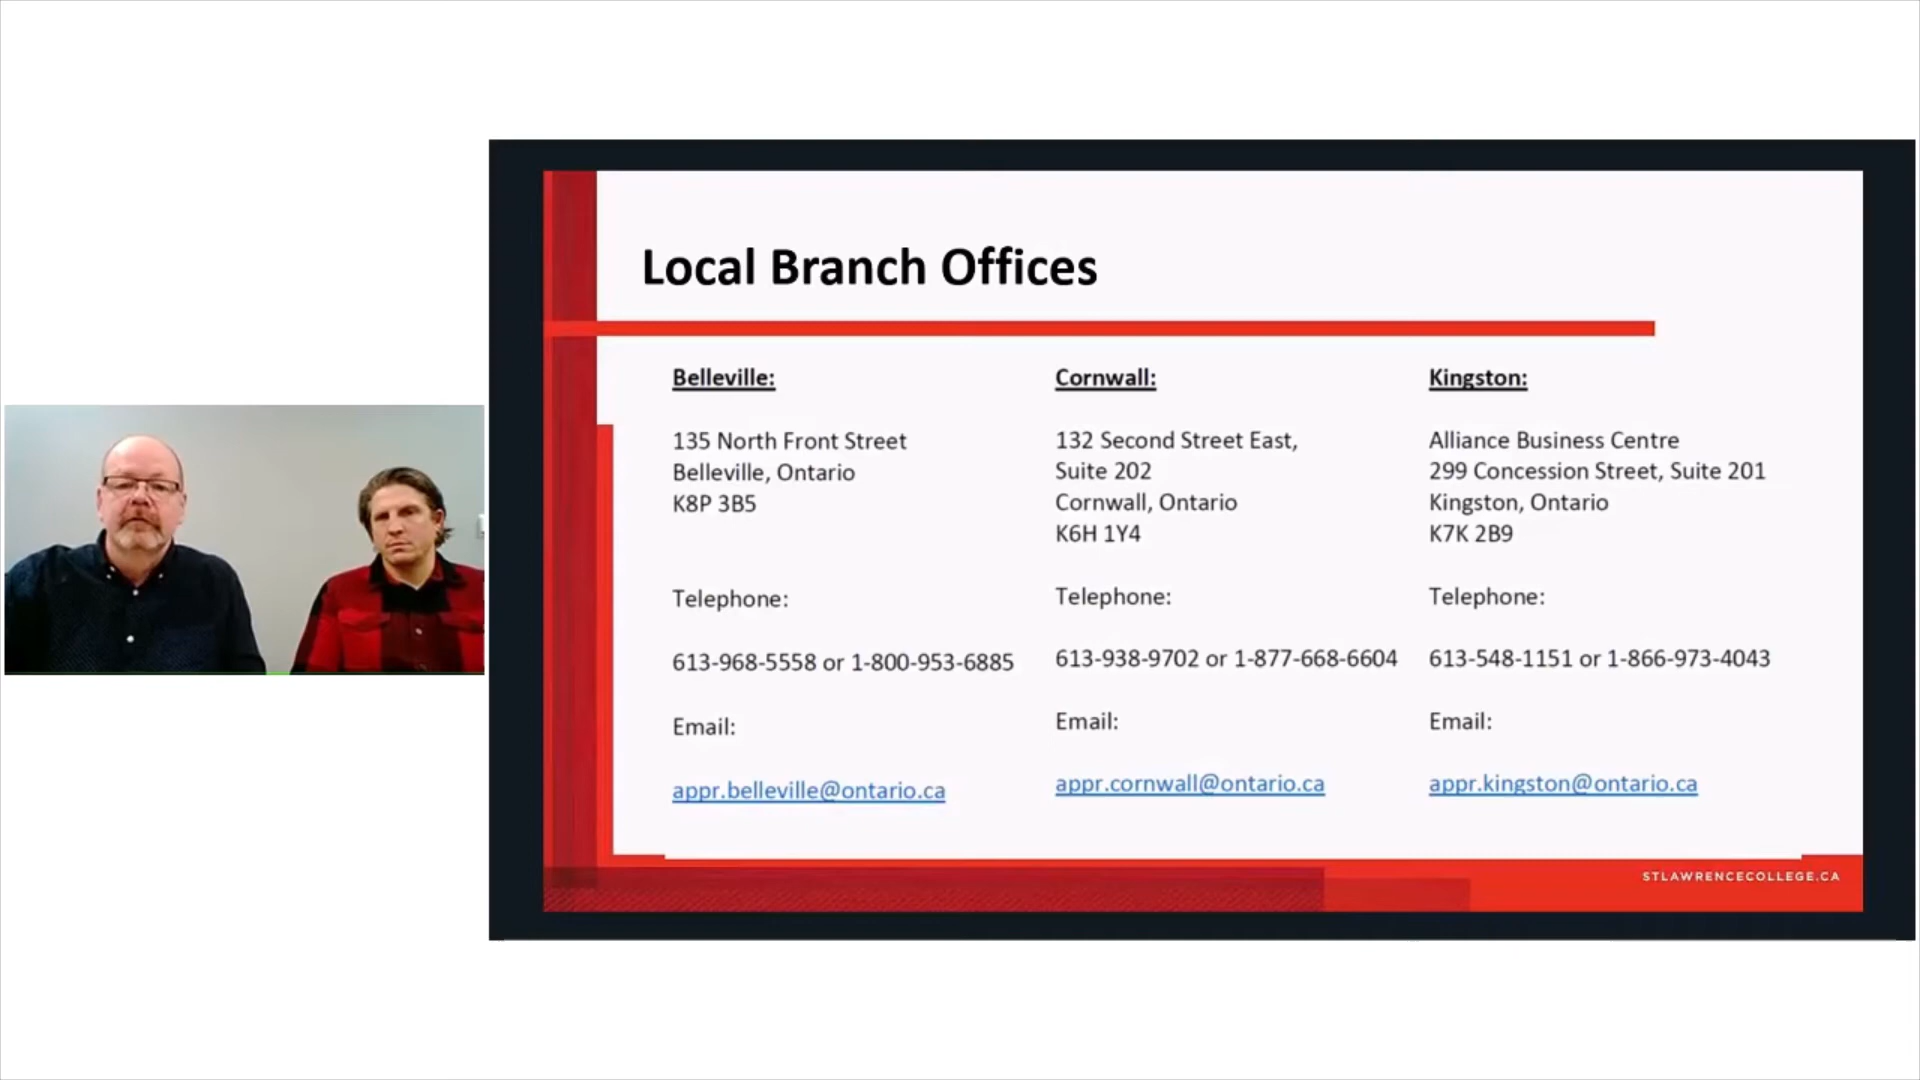 Local Branch Offices
Belleville:
135 North Front Street
Belleville, Ontario
K8P 3B5
Telephone:
613-968-5558 or 1-800-953-6885
Email:
appr.belleville@ontario.ca
Cornwall:
132 Second Street East,
Suite 202
Cornwall, Ontario
K6H 1Y4
Telephone:
613-938-9702 or 1-877-668-6604
Email:
appr.cornwall@ontario.ca
Kingston:
Alliance Business Centre
299 Concession Street, Suite 201
Kingston, Ontario
K7K 2B9
Telephone:
613-548-1151 or 1-866-973-4043
Email:
appr.kingston@ontario.ca
STLAWRENCECOLLEGE.CA